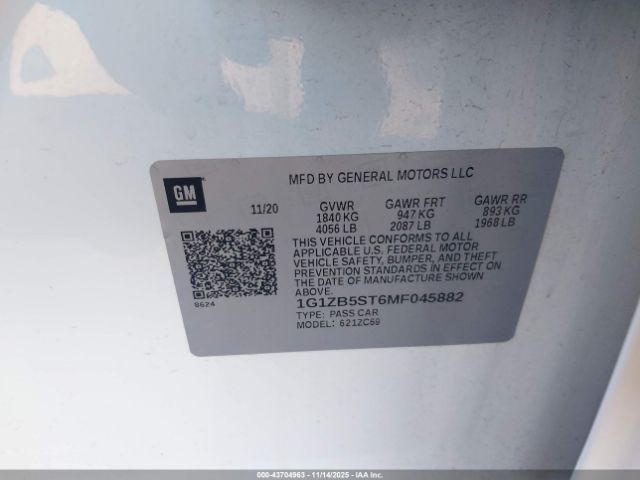 MFD BY GENERAL MOTORS LLC
GM
11/20
GVWR GAWR FRT GAWR RR
1840 KG 947 KG 893 KG
4056 LB 2087 LB 1968 LB
THIS VEHICLE CONFORMS TO ALL
APPLICABLE U.S. FEDERAL MOTOR
VEHICLE SAFETY, BUMPER, AND THEFT
PREVENTION STANDARDS IN EFFECT ON
THE DATE OF MANUFACTURE SHOWN
ABOVE.
8624
1G1ZB5ST6MF045882
TYPE: PASS CAR
MODEL: 621ZC69
000-43704963 - 11/14/2025 - IAA Inc.